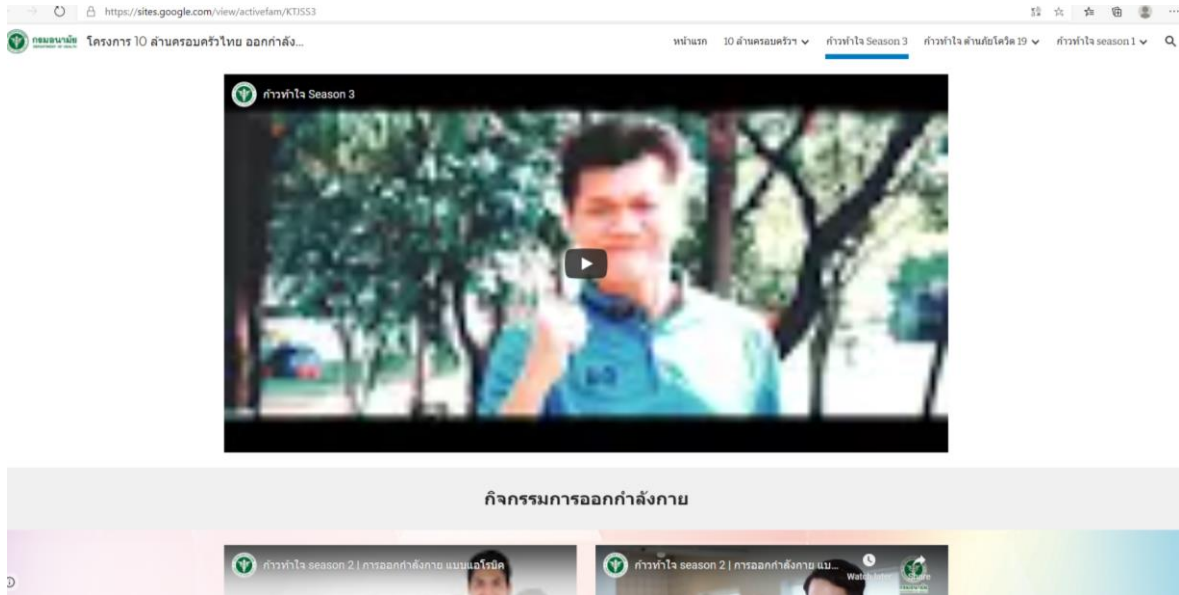 https://sites.google.com/view/activefam/KTJSS3
กรมอนามัย
โครงการ 10 ล้านครอบครัวไทย ออกกำลัง...
หน้าแรก 10 ล้านครอบครัวฯ ก้าวท้าใจ Season 3 ก้าวท้าใจ ต้านภัยโควิด 19 ก้าวท้าใจ season 1
ก้าวท้าใจ Season 3
กิจกรรมการออกกำลังกาย
ก้าวท้าใจ season 2 | การออกกำลังกาย แบบแอโรบิค
ก้าวท้าใจ season 2 | การออกกำลังกาย แบ...
Watch later
Share